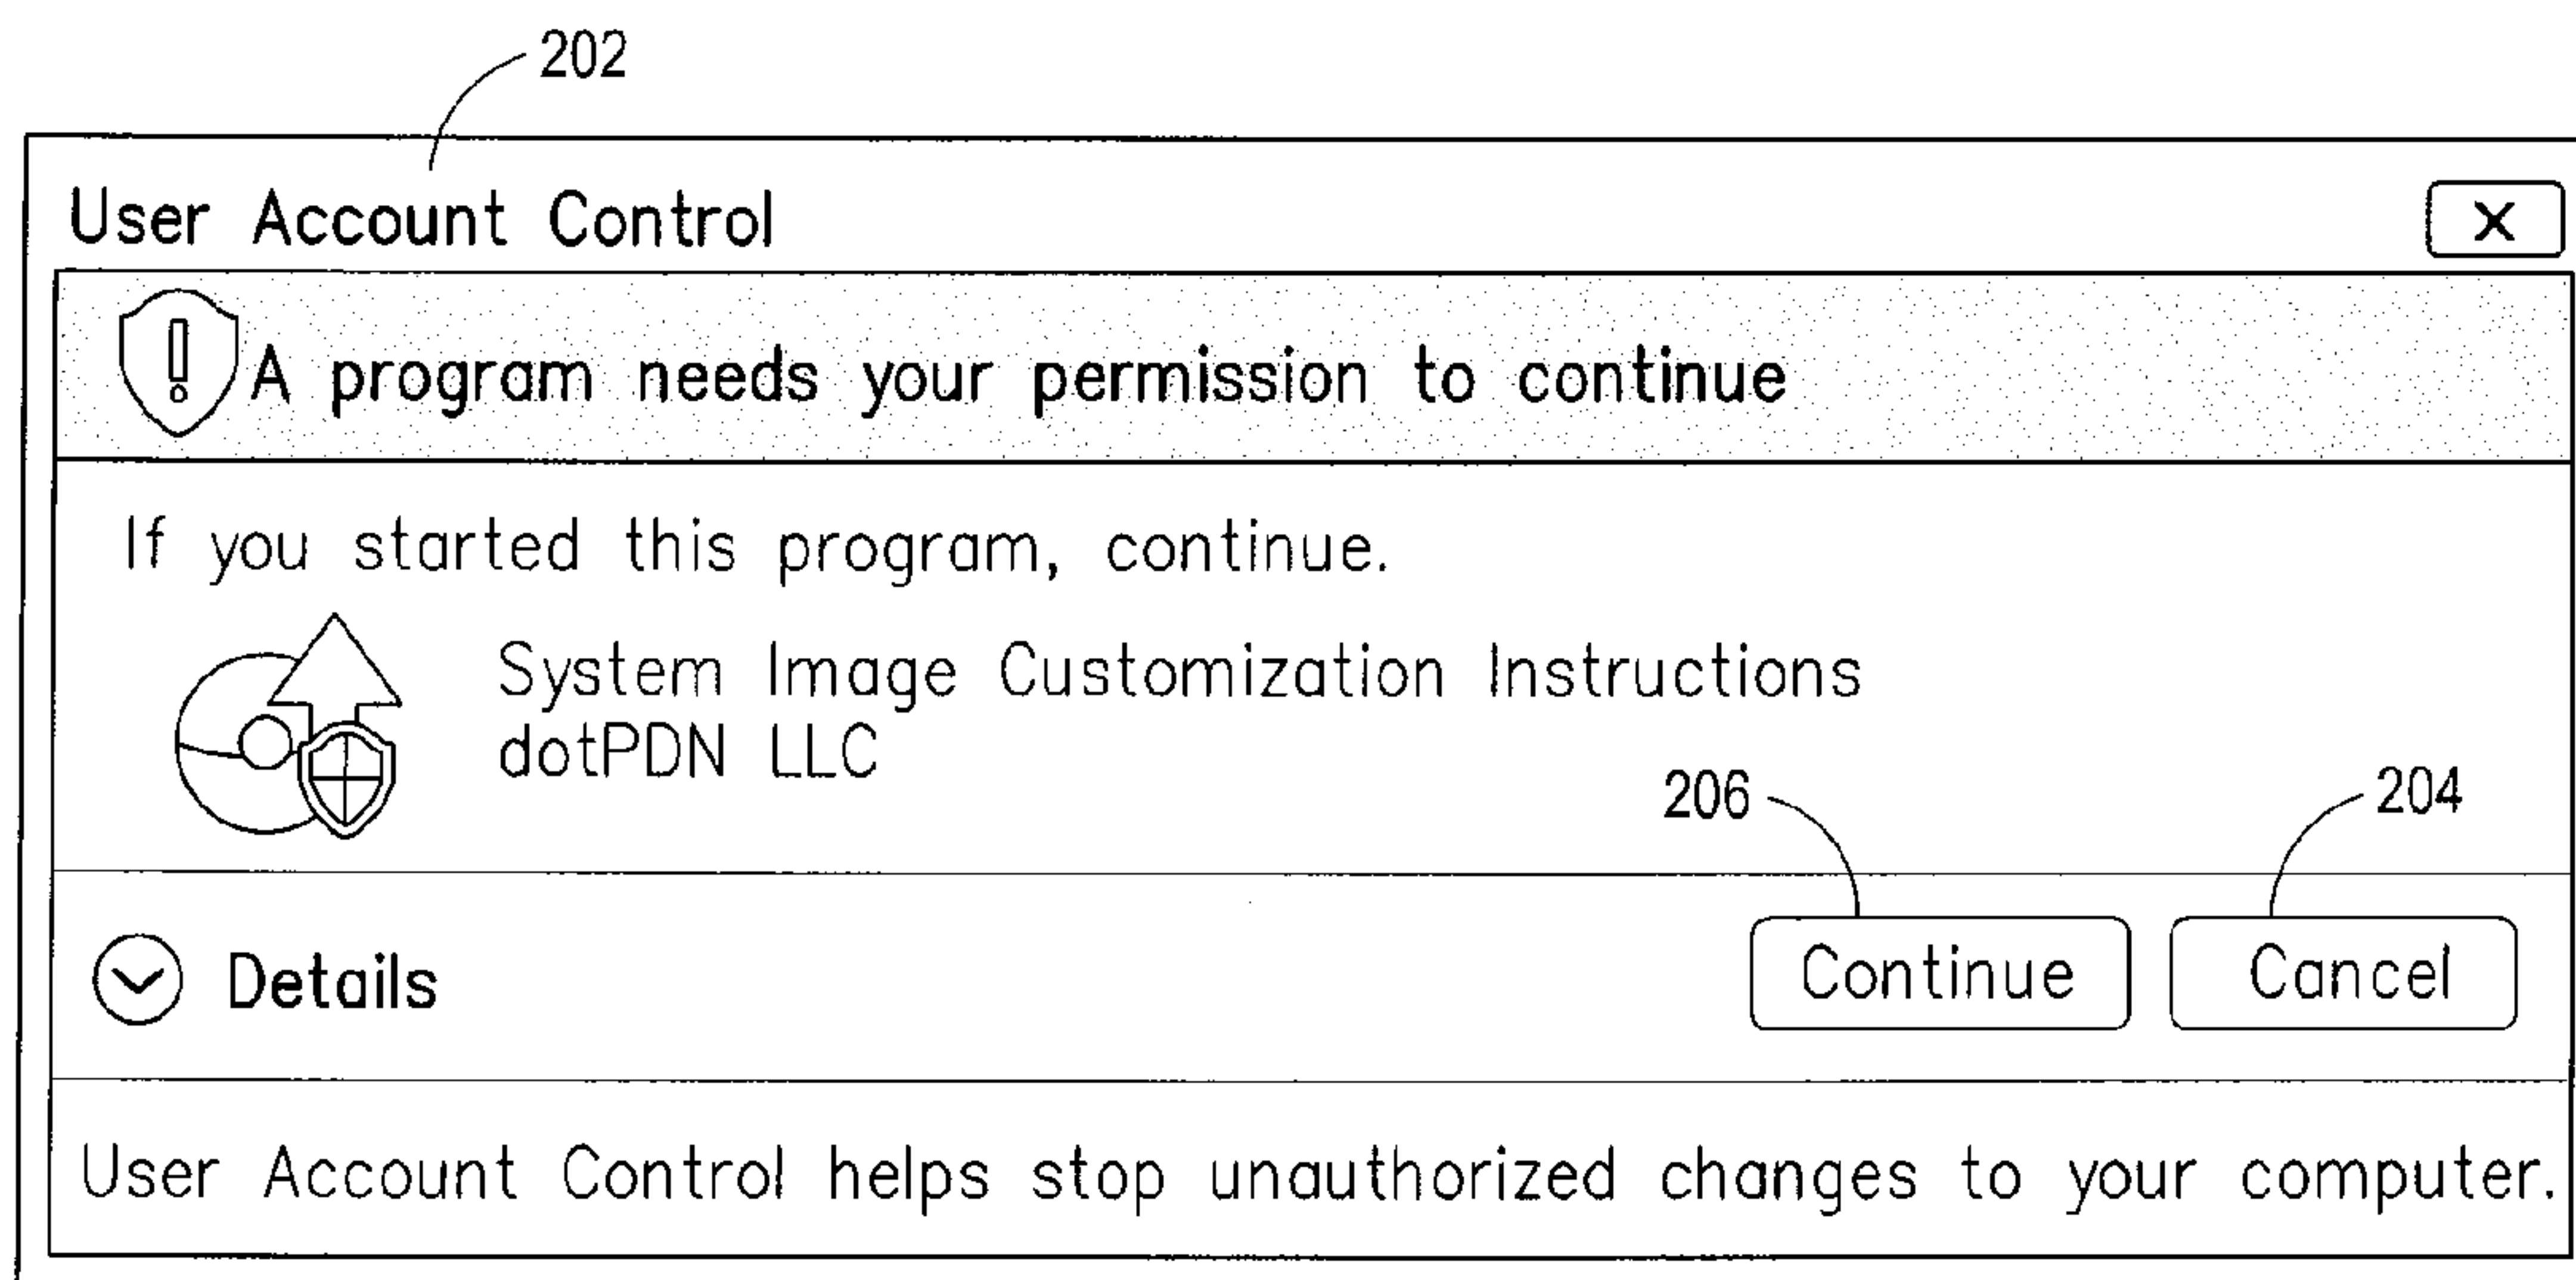 202
User Account Control X
! A program needs your permission to continue
If you started this program, continue.
System Image Customization Instructions
dotPDN LLC
206 204
Details Continue Cancel
User Account Control helps stop unauthorized changes to your computer.